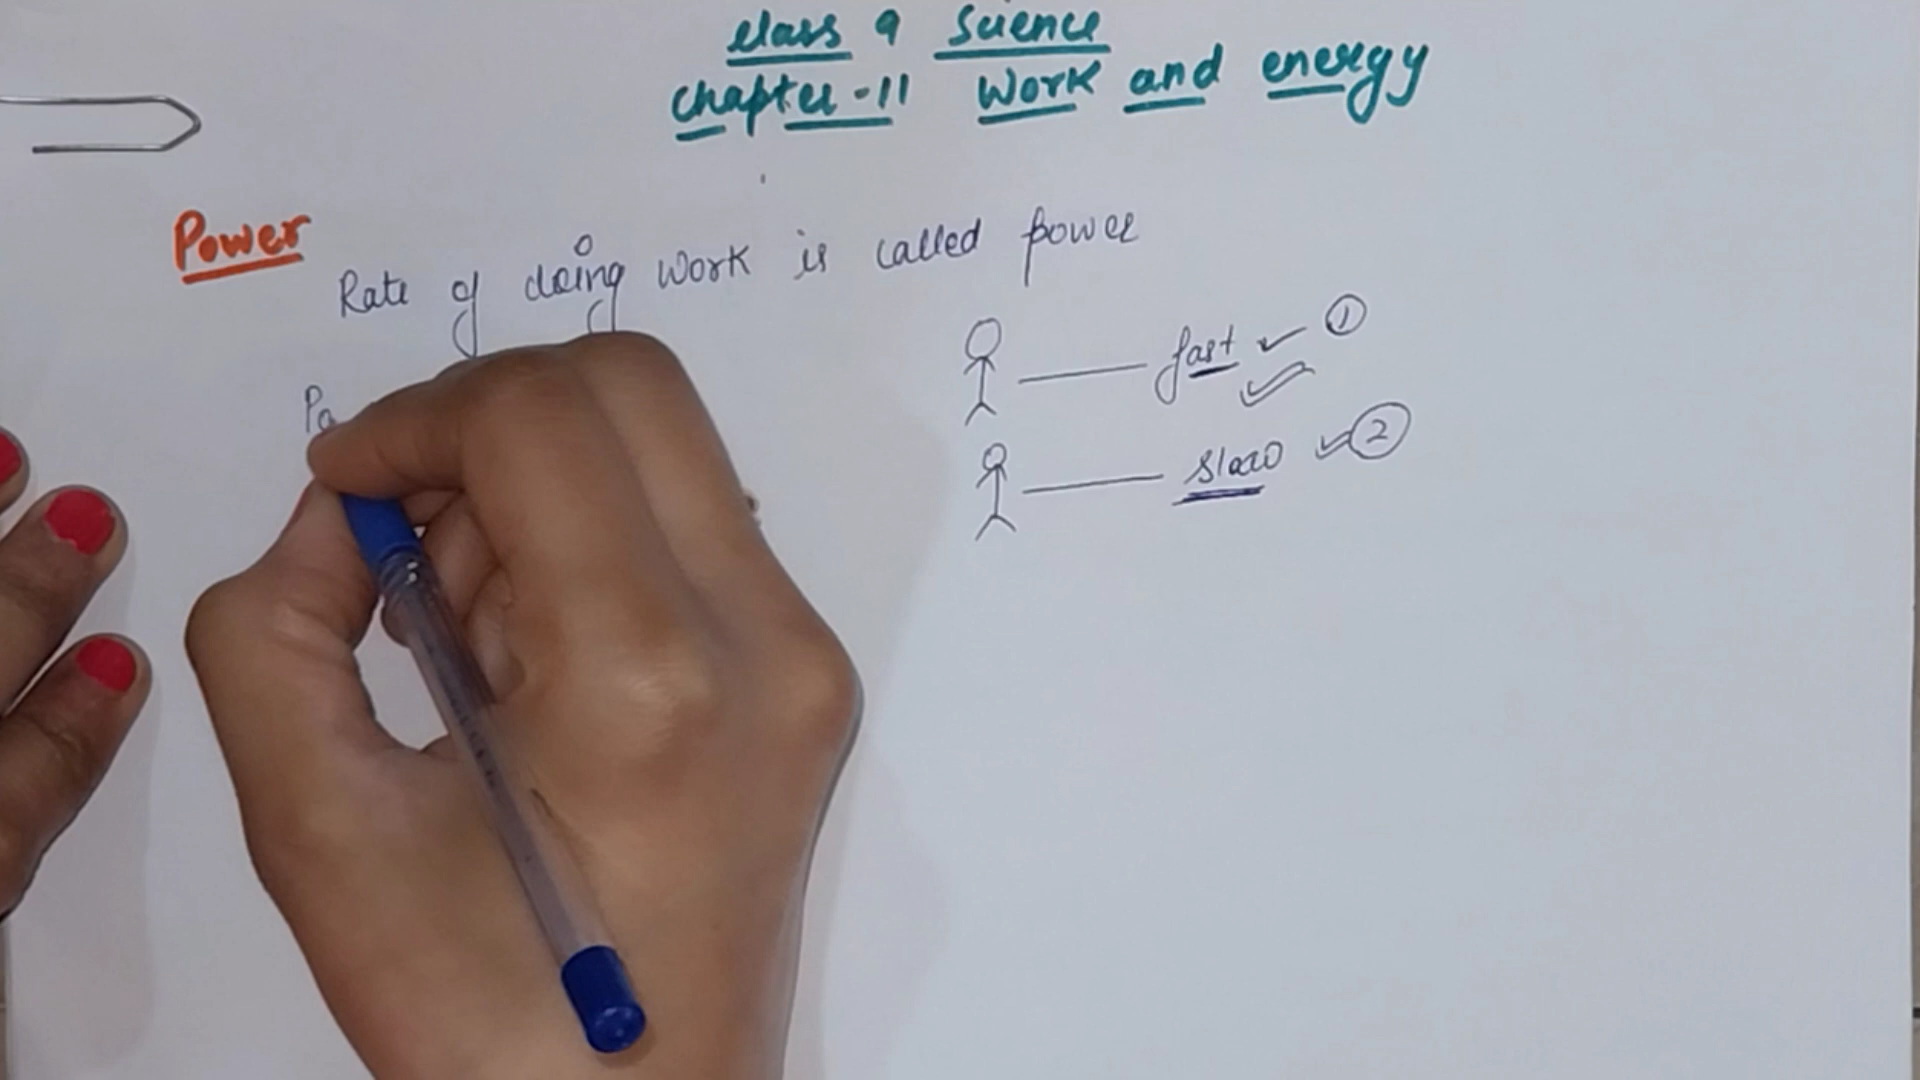 class 9 Science
chapter-11 Work and energy
Power
Rate of doing work is called power
fast ①
slow ②
Po